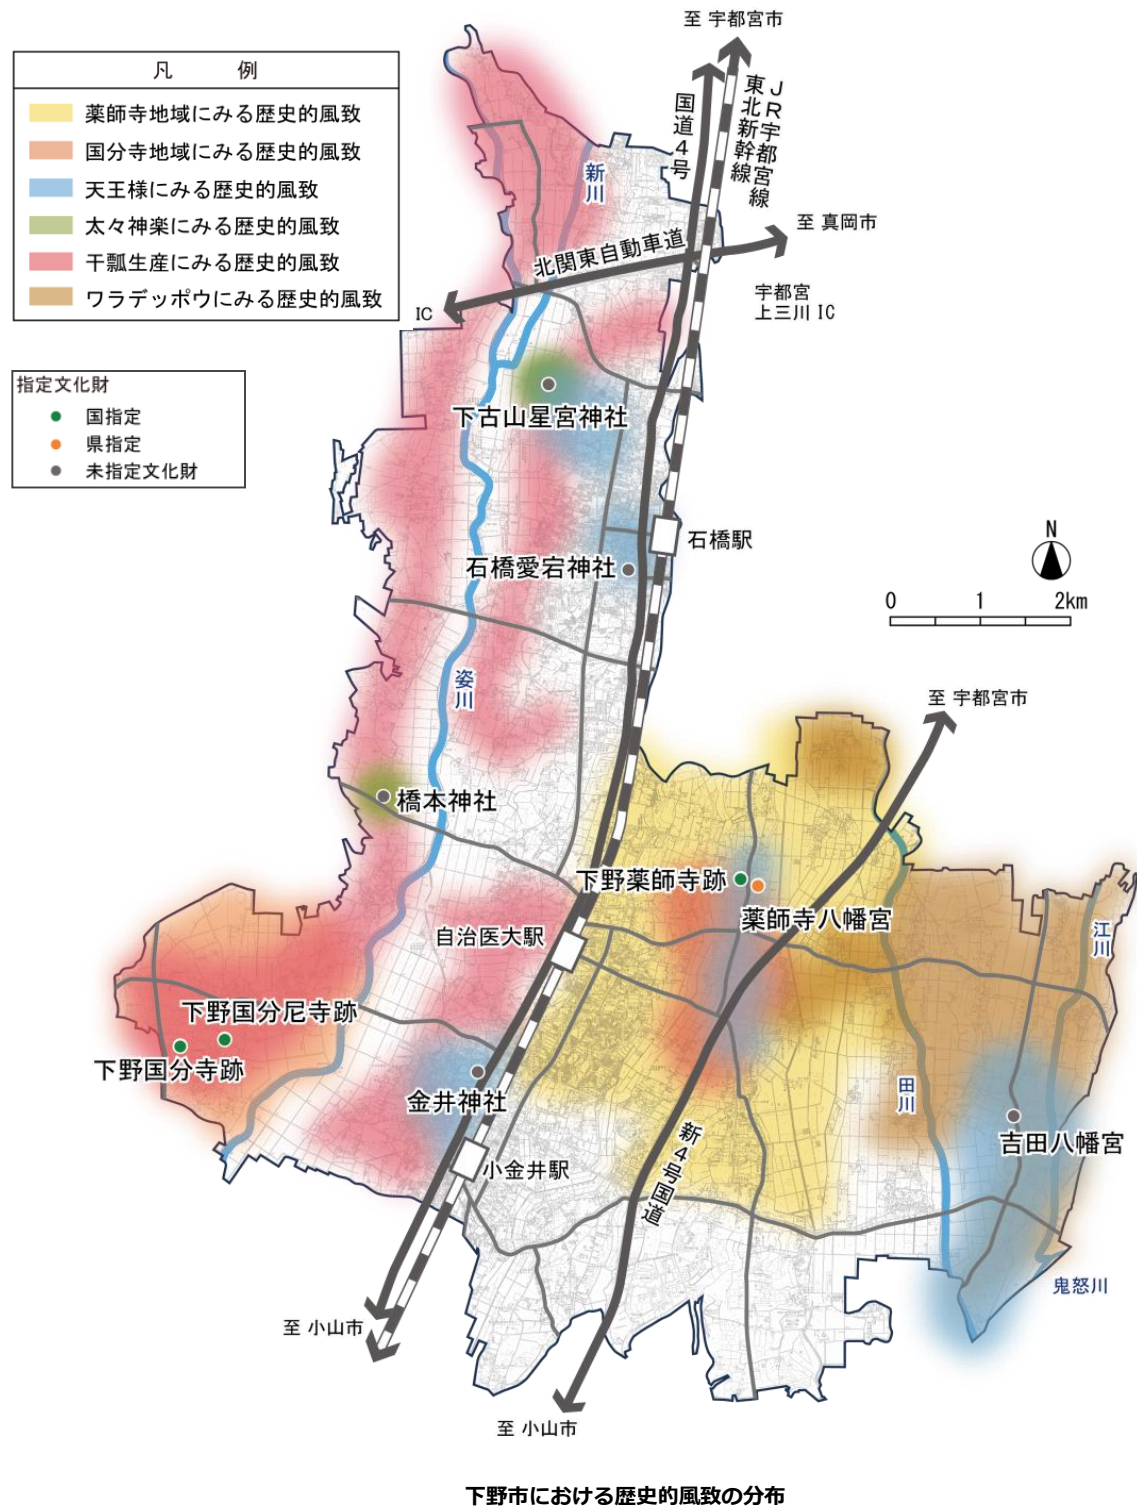 凡　例
薬師寺地域にみる歴史的風致
国分寺地域にみる歴史的風致
天王様にみる歴史的風致
太々神楽にみる歴史的風致
干瓢生産にみる歴史的風致
ワラデッポウにみる歴史的風致
指定文化財
国指定
県指定
未指定文化財
至 宇都宮市
国道4号
JR宇都宮線
東北新幹線
新川
至 真岡市
北関東自動車道
宇都宮
上三川 IC
IC
下古山星宮神社
石橋駅
石橋愛宕神社
N
0 1 2km
姿川
至 宇都宮市
橋本神社
下野薬師寺跡
薬師寺八幡宮
自治医大駅
江川
下野国分尼寺跡
下野国分寺跡
金井神社
田川
吉田八幡宮
小金井駅
新4号国道
鬼怒川
至 小山市
至 小山市
下野市における歴史的風致の分布